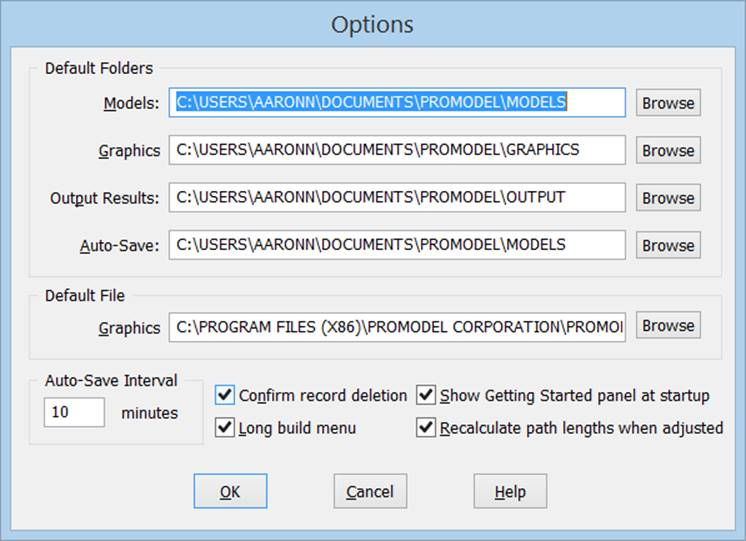 Options
Default Folders
Models: C:\USERS\AARONN\DOCUMENTS\PROMODEL\MODELS Browse
Graphics C:\USERS\AARONN\DOCUMENTS\PROMODEL\GRAPHICS Browse
Output Results: C:\USERS\AARONN\DOCUMENTS\PROMODEL\OUTPUT Browse
Auto-Save: C:\USERS\AARONN\DOCUMENTS\PROMODEL\MODELS Browse
Default File
Graphics C:\PROGRAM FILES (X86)\PROMODEL CORPORATION\PROMO Browse
Auto-Save Interval
Confirm record deletion Show Getting Started panel at startup
10 minutes
Long build menu Recalculate path lengths when adjusted
OK Cancel Help